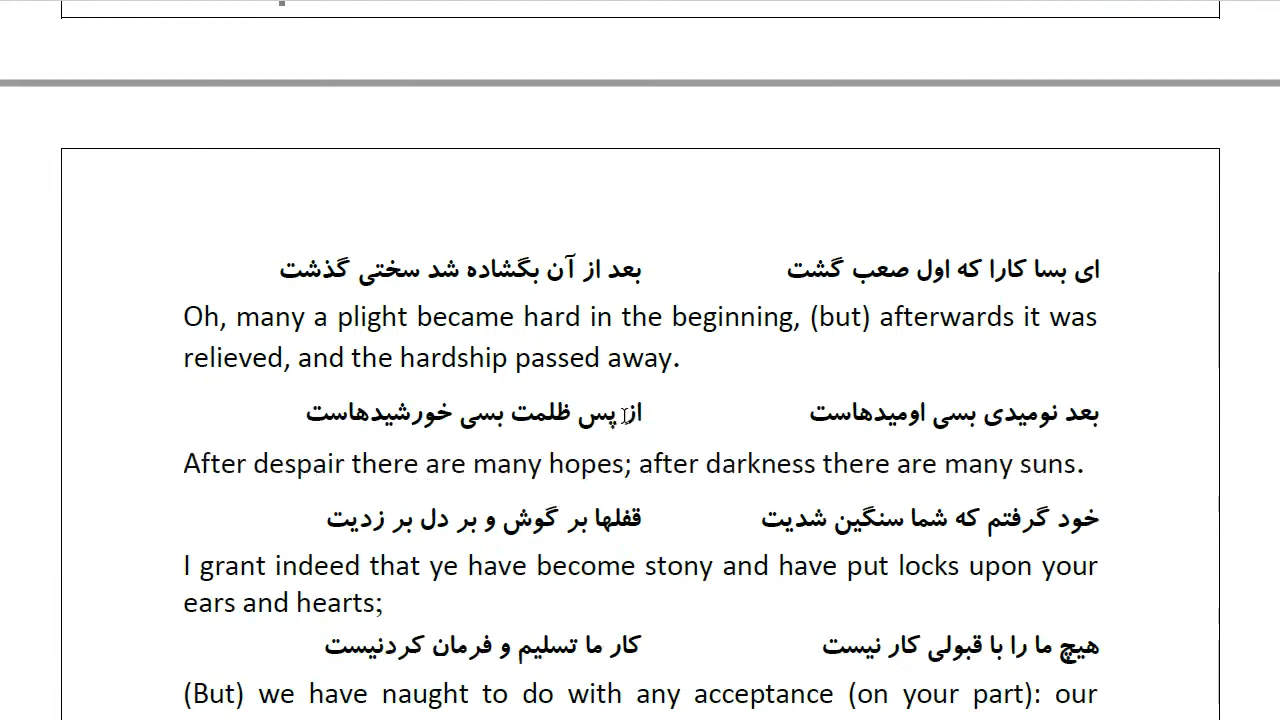 ای بسا کارا که اول صعب گشت بعد از آن بگشاده شد سختی گذشت
Oh, many a plight became hard in the beginning, (but) afterwards it was
relieved, and the hardship passed away.
بعد نومیدی بسی اومیدهاست از پس ظلمت بسی خورشیدهاست
After despair there are many hopes; after darkness there are many suns.
خود گرفتم که شما سنگین شدیت قفلها بر گوش و بر دل بر زدیت
I grant indeed that ye have become stony and have put locks upon your
ears and hearts;
هیچ ما را با قبولی کار نیست کار ما تسلیم و فرمان کردنیست
(But) we have naught to do with any acceptance (on your part): our